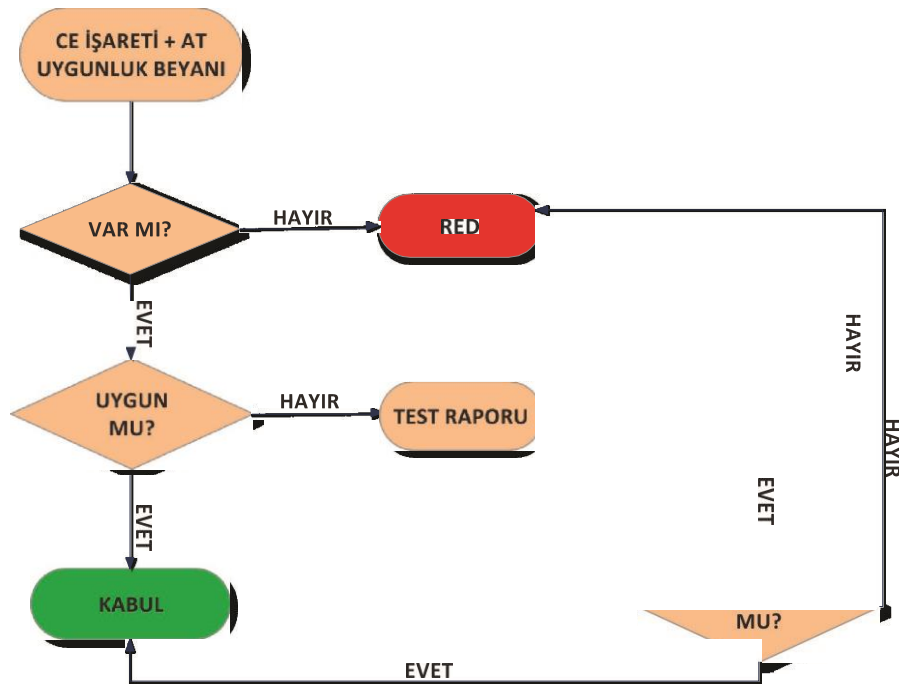 CE İŞARETİ + AT
UYGUNLUK BEYANI
VAR MI?
HAYIR
RED
EVET
HAYIR
UYGUN
MU?
HAYIR
TEST RAPORU
HAYIR
EVET
EVET
KABUL
MU?
EVET